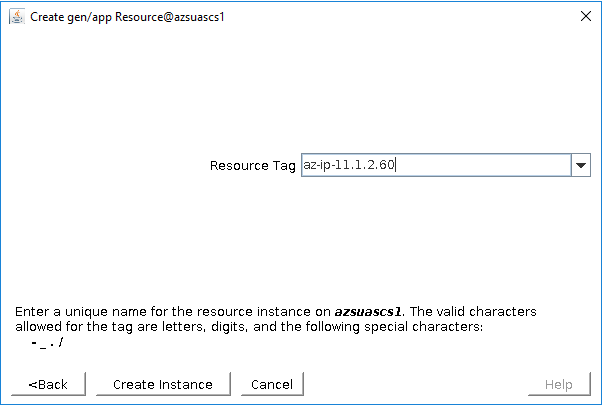 Create gen/app Resource@azsuascs1
Resource Tag az-ip-11.1.2.60
Enter a unique name for the resource instance on azsuascs1. The valid characters
allowed for the tag are letters, digits, and the following special characters:
- _ . /
<Back Create Instance Cancel Help